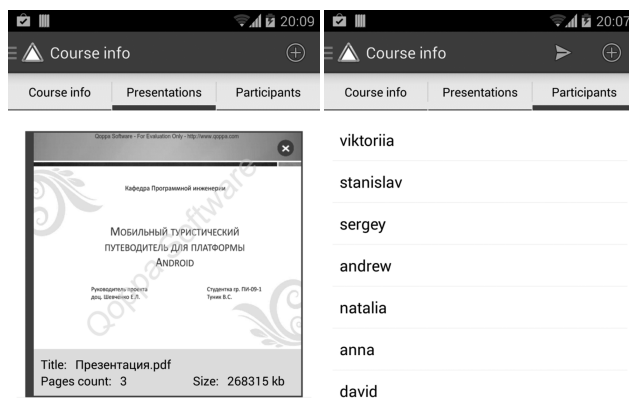 20:09
Course info
Course info Presentations Participants
Qoppa Software - For Evaluation Only - http://www.qoppa.com
Кафедра Программной инженерии
Мобильный туристический
путеводитель для платформы
Android
Руководитель проекта
доц. Шевченко Е.Л.
Студентка гр. ПИ-09-1
Туник В.С.
Qoppa Software
Title: Презентация.pdf
Pages count: 3 Size: 268315 kb
20:07
Course info
Course info Presentations Participants
viktoriia
stanislav
sergey
andrew
natalia
anna
david